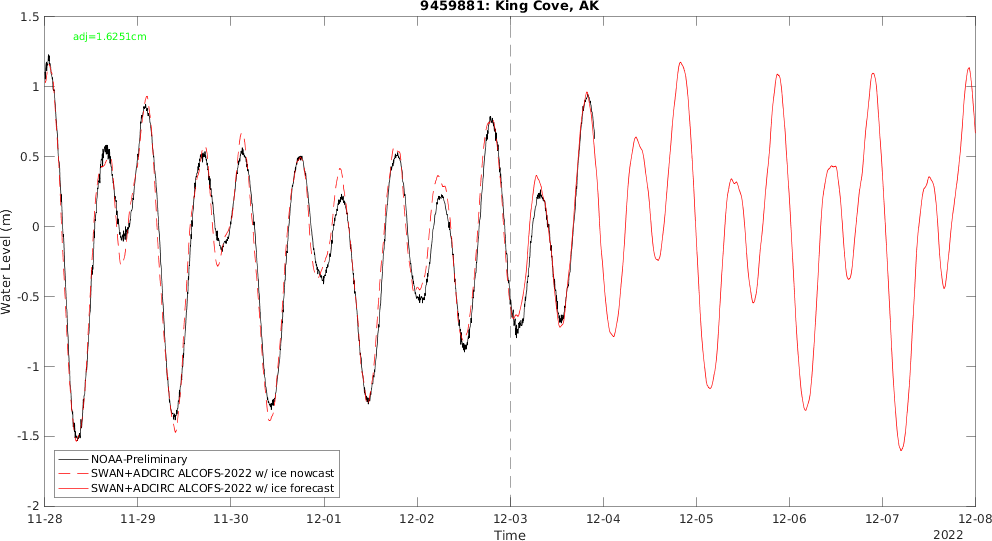 9459881: King Cove, AK
adj=1.6251cm
Water Level (m)
1.5
1
0.5
0
-0.5
-1
-1.5
-2
NOAA-Preliminary
SWAN+ADCIRC ALCOFS-2022 w/ ice nowcast
SWAN+ADCIRC ALCOFS-2022 w/ ice forecast
11-28 11-29 11-30 12-01 12-02 12-03 12-04 12-05 12-06 12-07 12-08
Time
2022